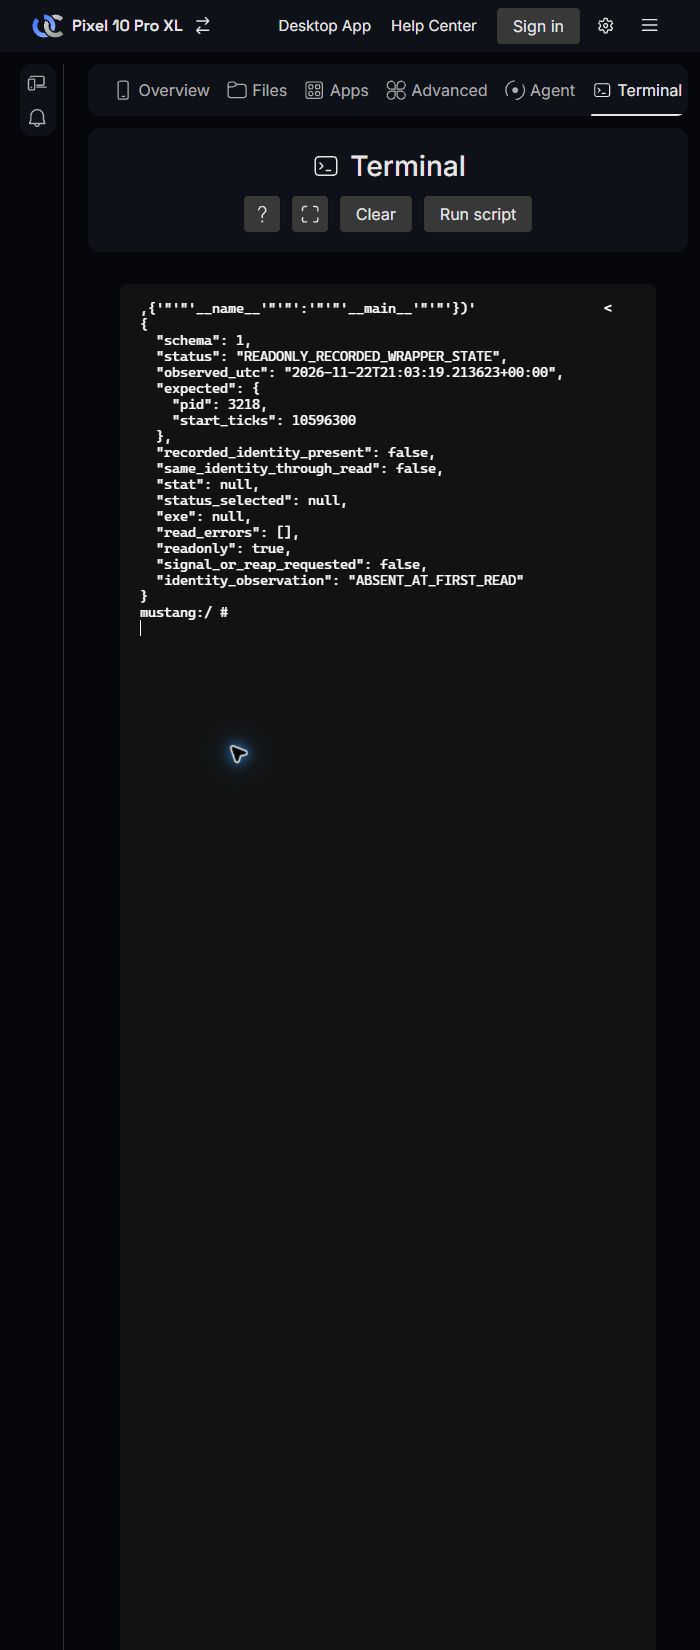 Pixel 10 Pro XL
Desktop App
Help Center
Sign in
Overview
Files
Apps
Advanced
Agent
Terminal
Terminal
?
Clear
Run script
,{'"'"'__name__'"'"':'"'"'__main__'"'"'})' <
{
  "schema": 1,
  "status": "READONLY_RECORDED_WRAPPER_STATE",
  "observed_utc": "2026-11-22T21:03:19.213623+00:00",
  "expected": {
    "pid": 3218,
    "start_ticks": 10596300
  },
  "recorded_identity_present": false,
  "same_identity_through_read": false,
  "stat": null,
  "status_selected": null,
  "exe": null,
  "read_errors": [],
  "readonly": true,
  "signal_or_reap_requested": false,
  "identity_observation": "ABSENT_AT_FIRST_READ"
}
mustang:/ #